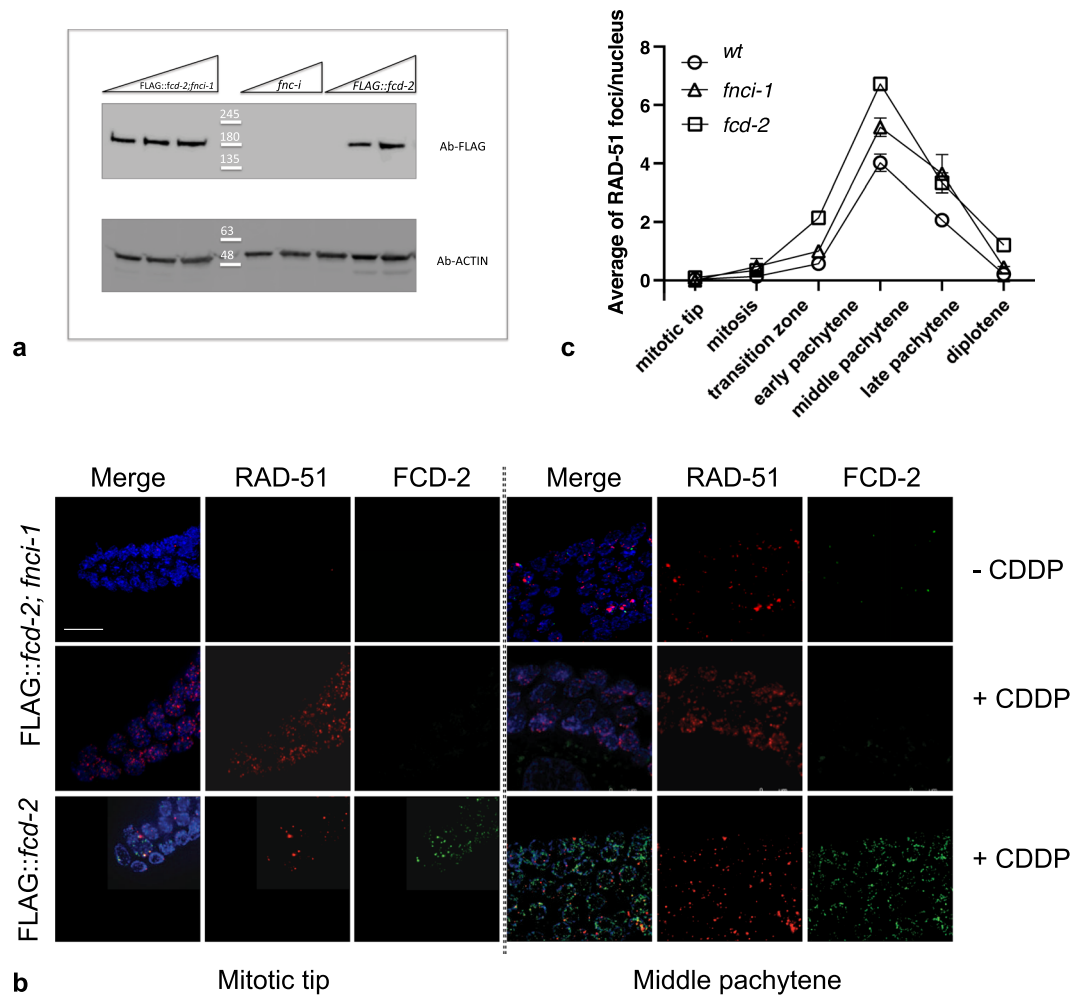 FLAG::fcd-2;fnci-1
fnc-i
FLAG::fcd-2
245
180
135
Ab-FLAG
63
48
Ab-ACTIN
a
Average of RAD-51 foci/nucleus
8
6
4
2
0
wt
fnci-1
fcd-2
mitotic tip
mitosis
transition zone
early pachytene
middle pachytene
late pachytene
diplotene
c
Merge RAD-51 FCD-2 Merge RAD-51 FCD-2
FLAG::fcd-2; fnci-1
- CDDP
+ CDDP
FLAG::fcd-2
+ CDDP
Mitotic tip Middle pachytene
b